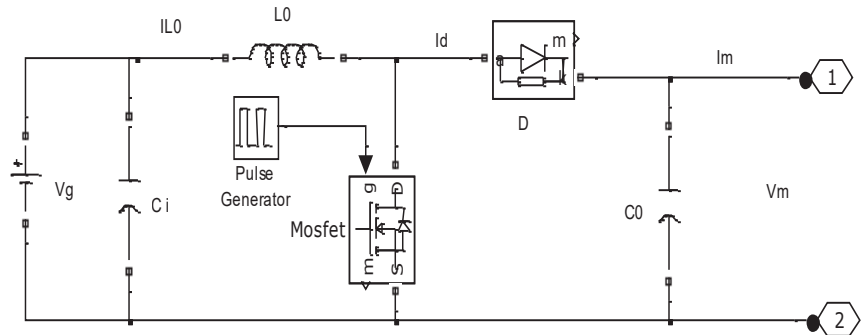 IL0
L0
Id
m
D
Im
1
Pulse
Generator
Vg
C i
g
D
Mosfet
m
S
C0
Vm
2